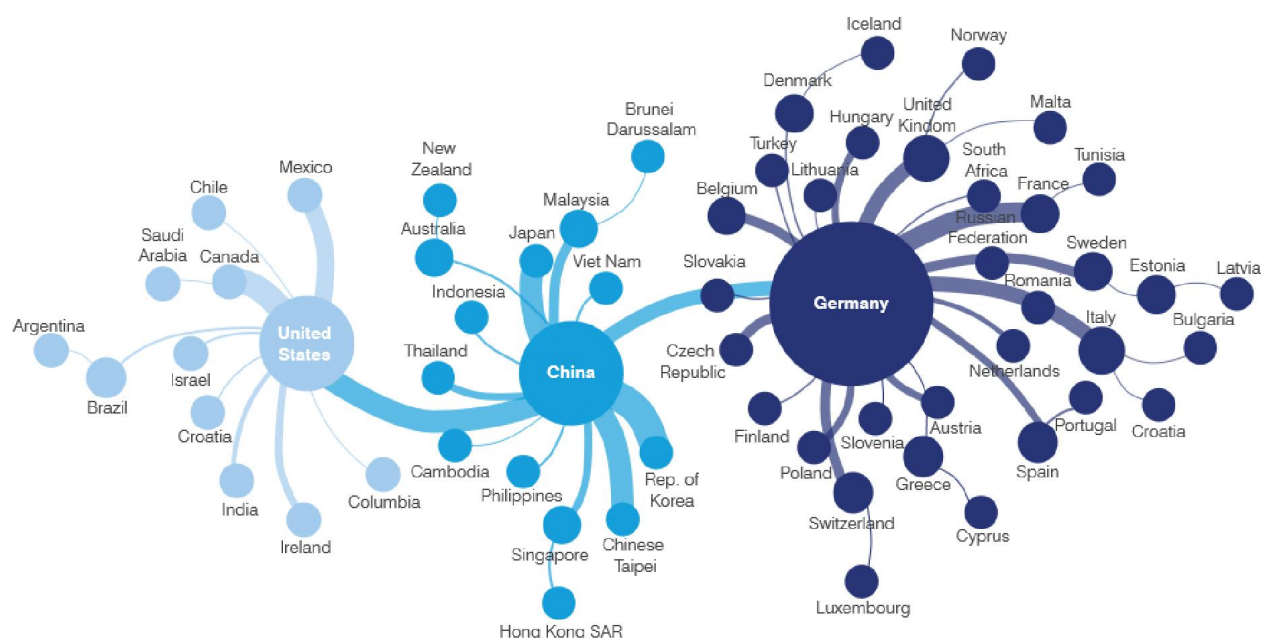 Iceland
Norway
Denmark
United
Kindom
Malta
Hungary
Brunei
Darussalam
Turkey
South
Africa
Tunisia
New
Zealand
Lithuania
France
Mexico
Chile
Belgium
Malaysia
Russian
Federation
Saudi
Arabia
Canada
Australia
Japan
Sweden
Viet Nam
Slovakia
Romania
Estonia
Latvia
Indonesia
Germany
Argentina
United
States
Italy
Bulgaria
Thailand
Czech
Republic
Israel
China
Netherlands
Brazil
Croatia
Finland
Slovenia
Austria
Portugal
Croatia
Cambodia
Poland
Spain
Rep. of
Korea
Greece
India
Columbia
Philippines
Switzerland
Cyprus
Ireland
Singapore
Chinese
Taipei
Luxembourg
Hong Kong SAR